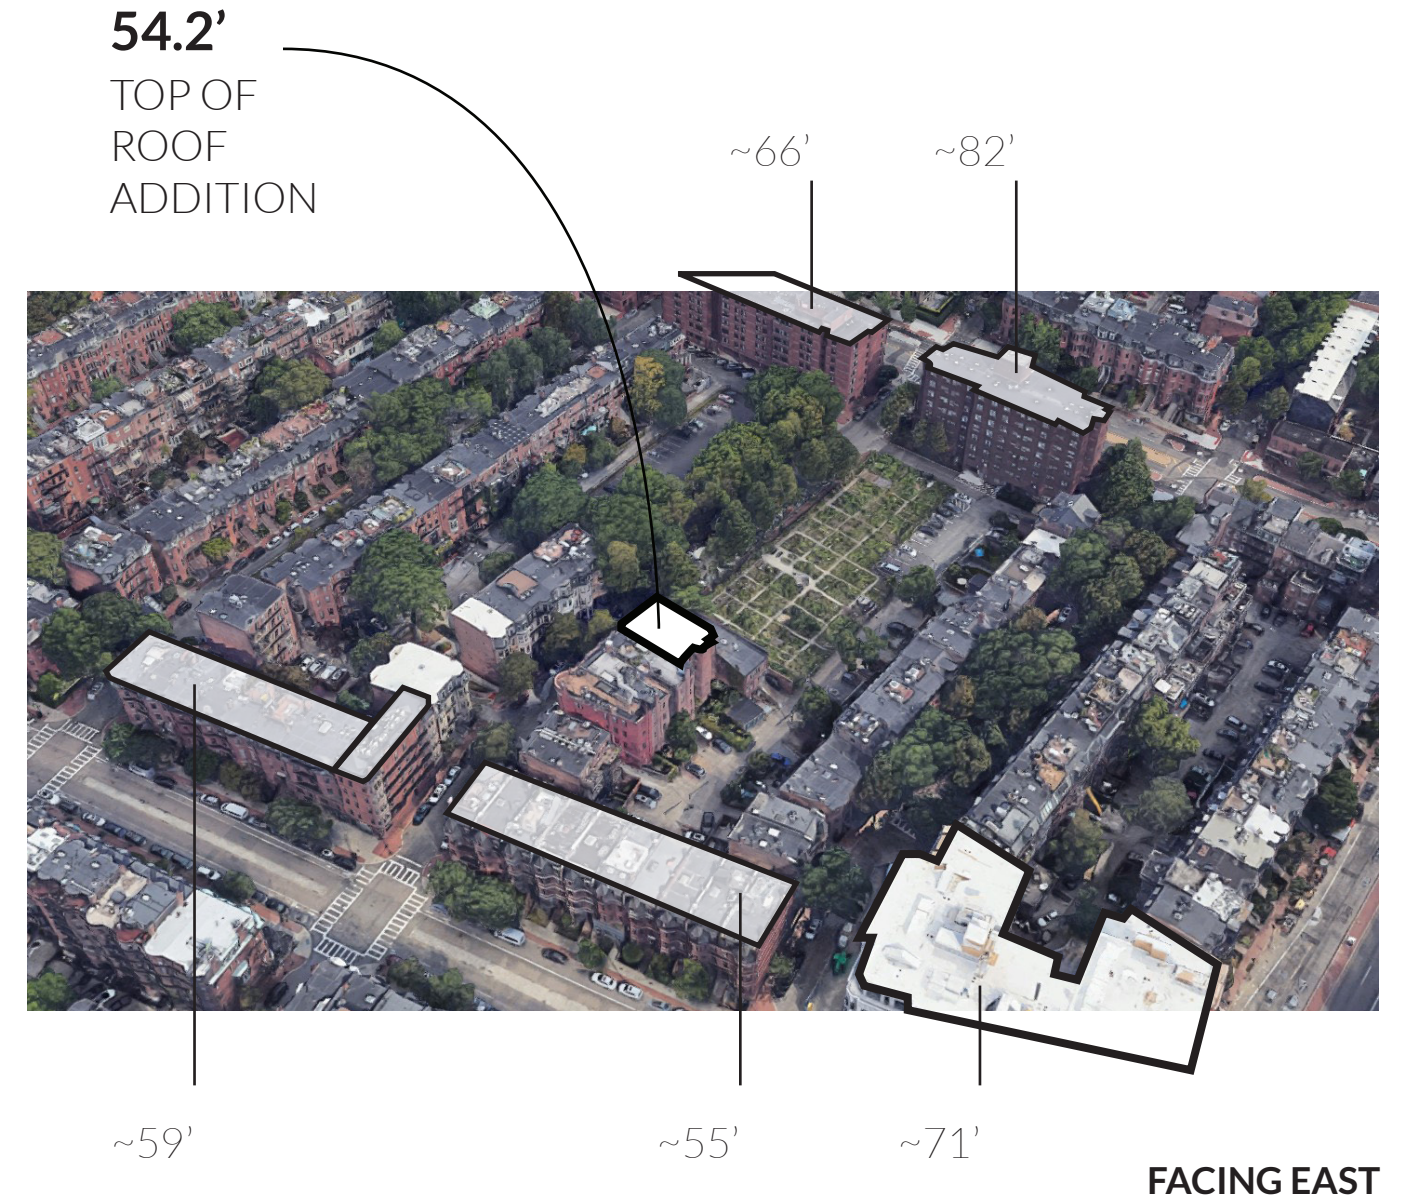 54.2’
TOP OF
ROOF
ADDITION
~66’
~82’
~59’
~55’
~71’
FACING EAST